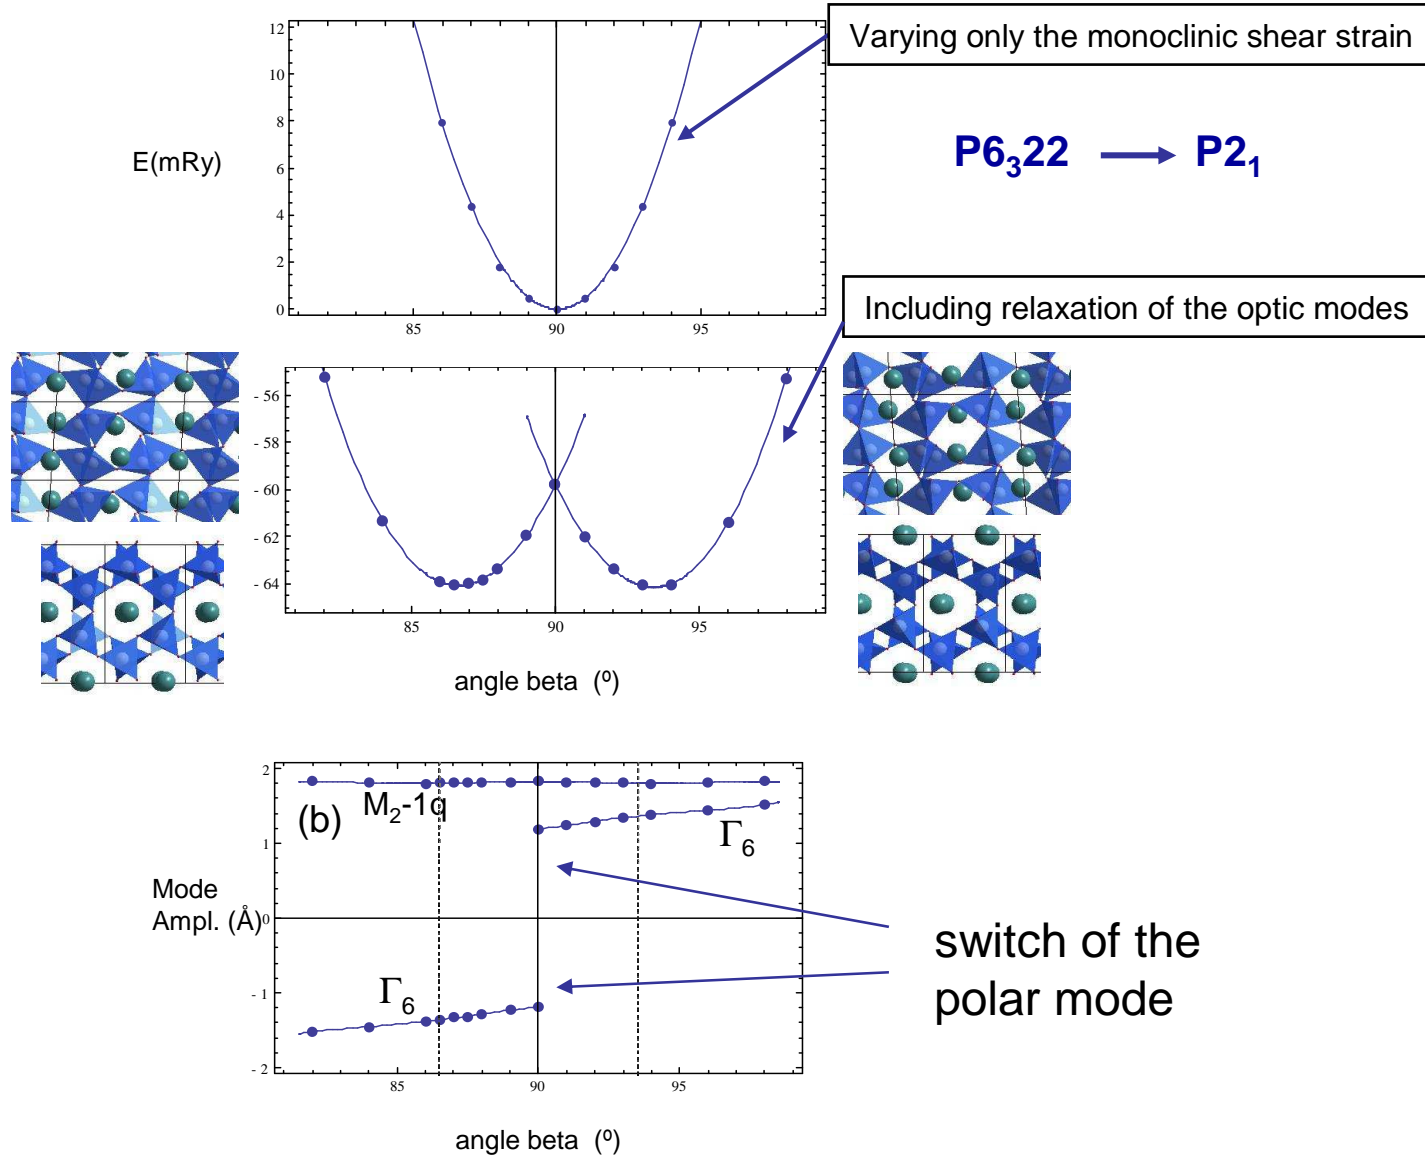 Varying only the monoclinic shear strain
P6₃22 → P2₁
E(mRy)
12
10
8
6
4
2
0
85 90 95
Including relaxation of the optic modes
- 56
- 58
- 60
- 62
- 64
85 90 95
angle beta (º)
(b)
M₂-1q
Γ₆
Γ₆
Mode
Ampl. (Å)
2
1
0
- 1
- 2
85 90 95
angle beta (º)
switch of the
polar mode